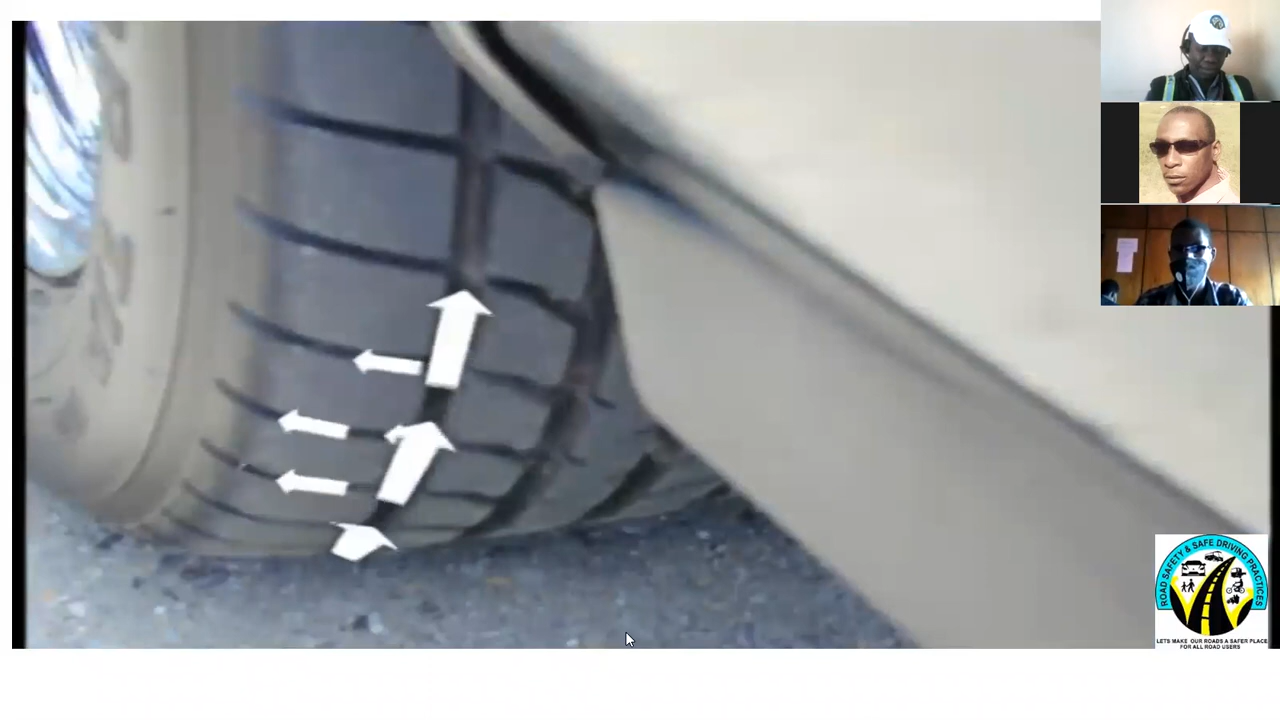 ROAD SAFETY & SAFE DRIVING PRACTICES
LETS MAKE OUR ROADS A SAFER PLACE
FOR ALL ROAD USERS